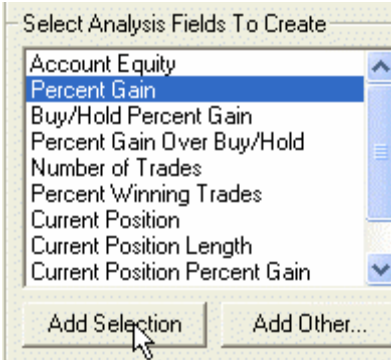 Select Analysis Fields To Create
Account Equity
Percent Gain
Buy/Hold Percent Gain
Percent Gain Over Buy/Hold
Number of Trades
Percent Winning Trades
Current Position
Current Position Length
Current Position Percent Gain
Add Selection
Add Other...